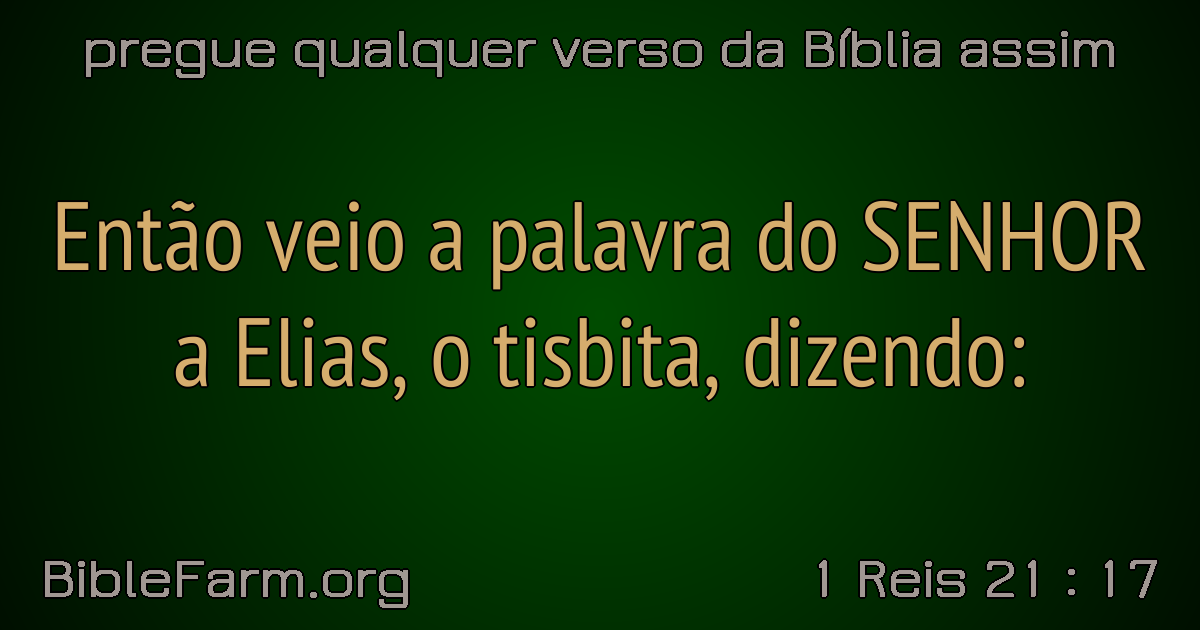 pregue qualquer verso da Bíblia assim
Então veio a palavra do SENHOR
a Elias, o tisbita, dizendo:
BibleFarm.org
1 Reis 21 : 17